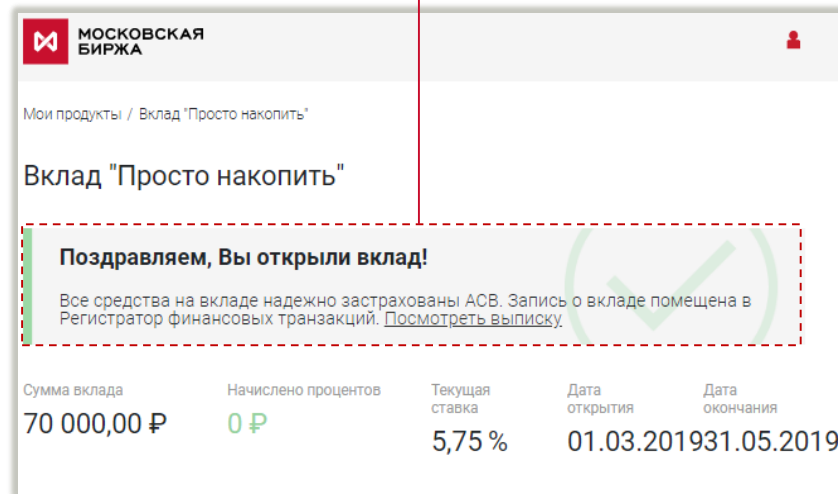 МОСКОВСКАЯ
БИРЖА
Мои продукты / Вклад "Просто накопить"
Вклад "Просто накопить"
Поздравляем, Вы открыли вклад!
Все средства на вкладе надежно застрахованы АСВ. Запись о вкладе помещена в
Регистратор финансовых транзакций. Посмотреть выписку
Сумма вклада
70 000,00 ₽
Начислено процентов
0 ₽
Текущая
ставка
5,75 %
Дата
открытия
01.03.2019
Дата
окончания
31.05.2019